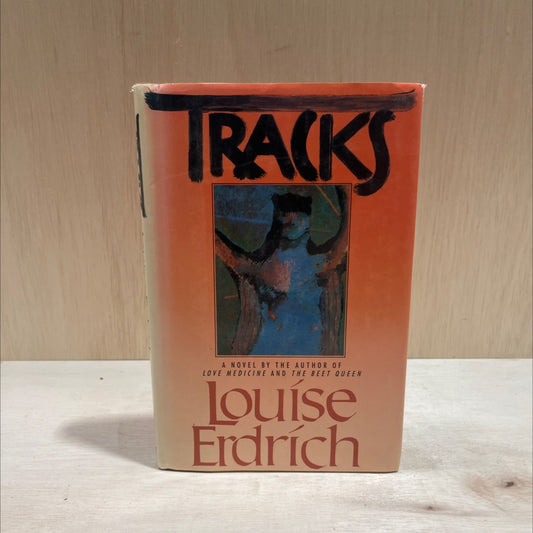 TRACKS
A NOVEL BY THE AUTHOR OF
LOVE MEDICINE AND THE BEET QUEEN
Louise
Erdrich